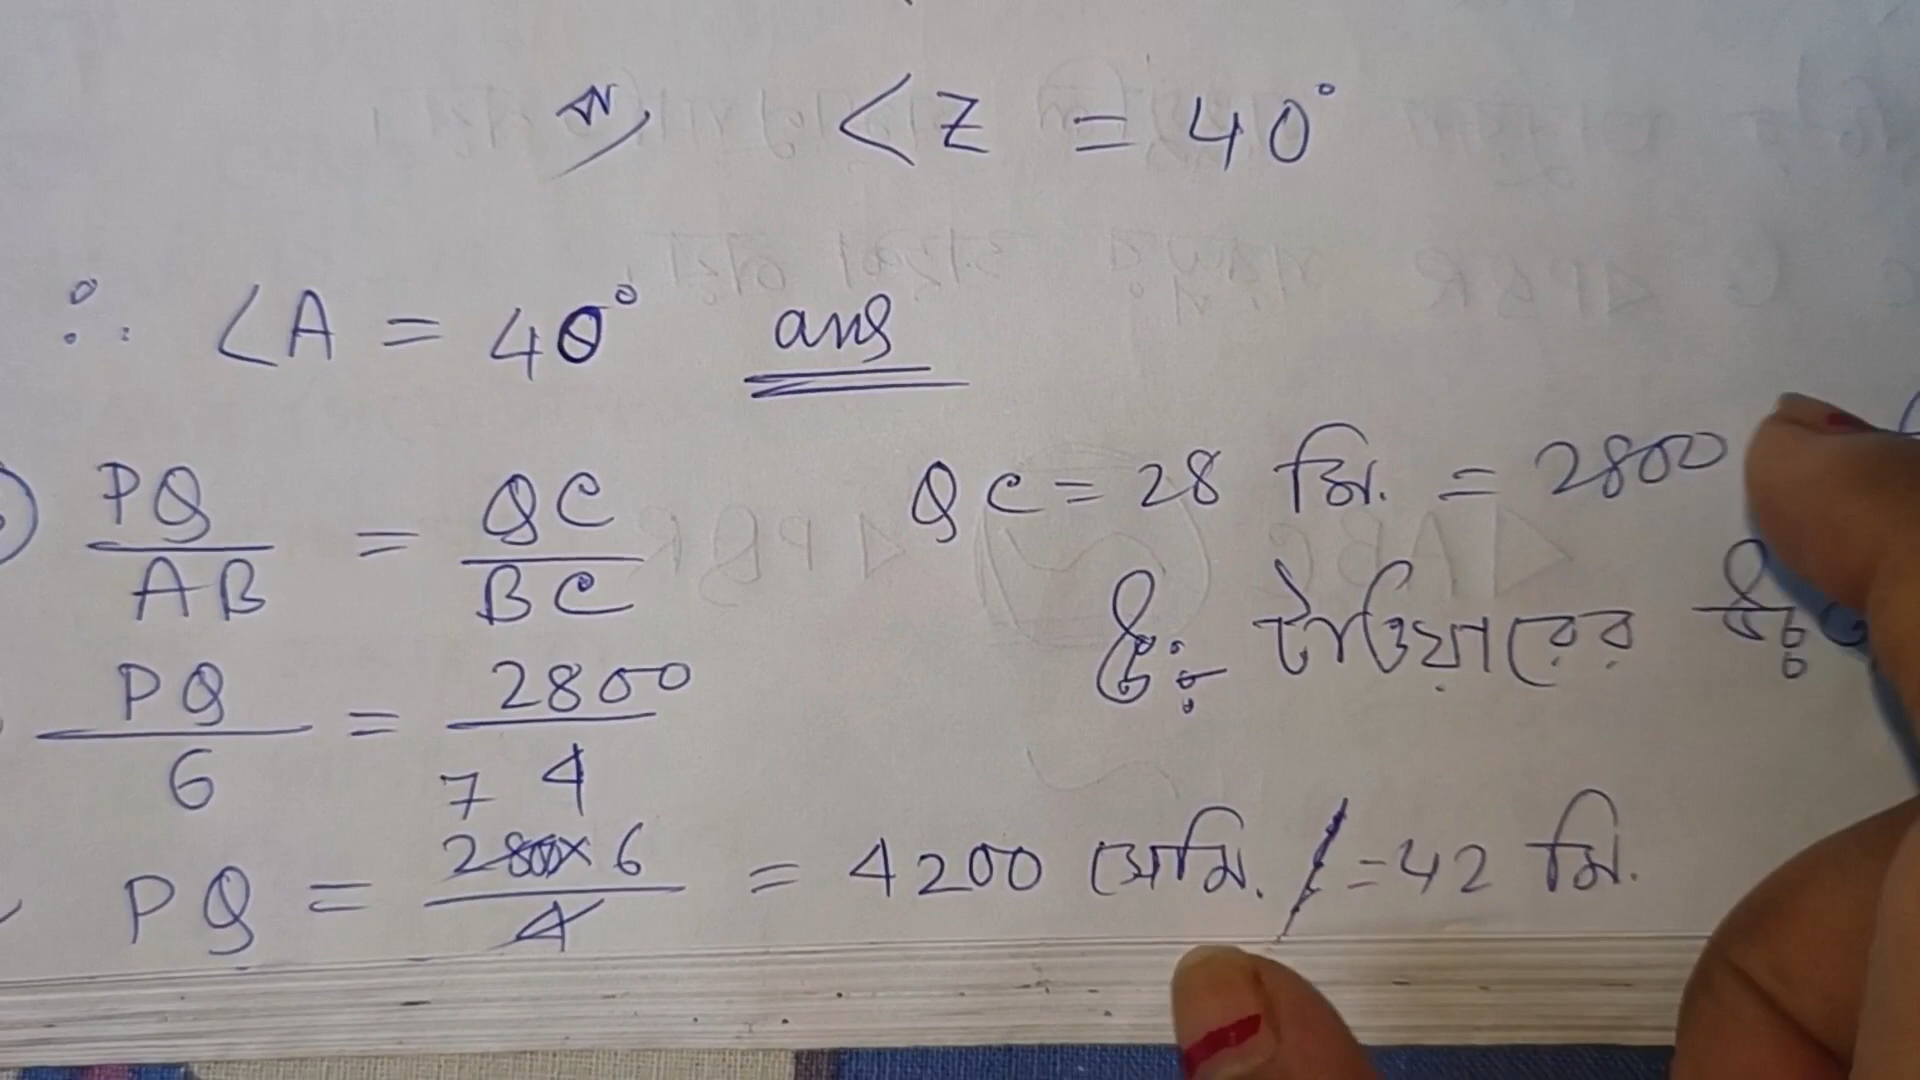 বা, <Z = 40°
∴ <A = 40° ans
PQ/AB = QC/BC QC = 28 মি. = 2800
PQ/6 = 2800/4 উঃ টাওয়ারের
7
PQ = 2800×6/4 = 4200 সেমি. = 42 মি.